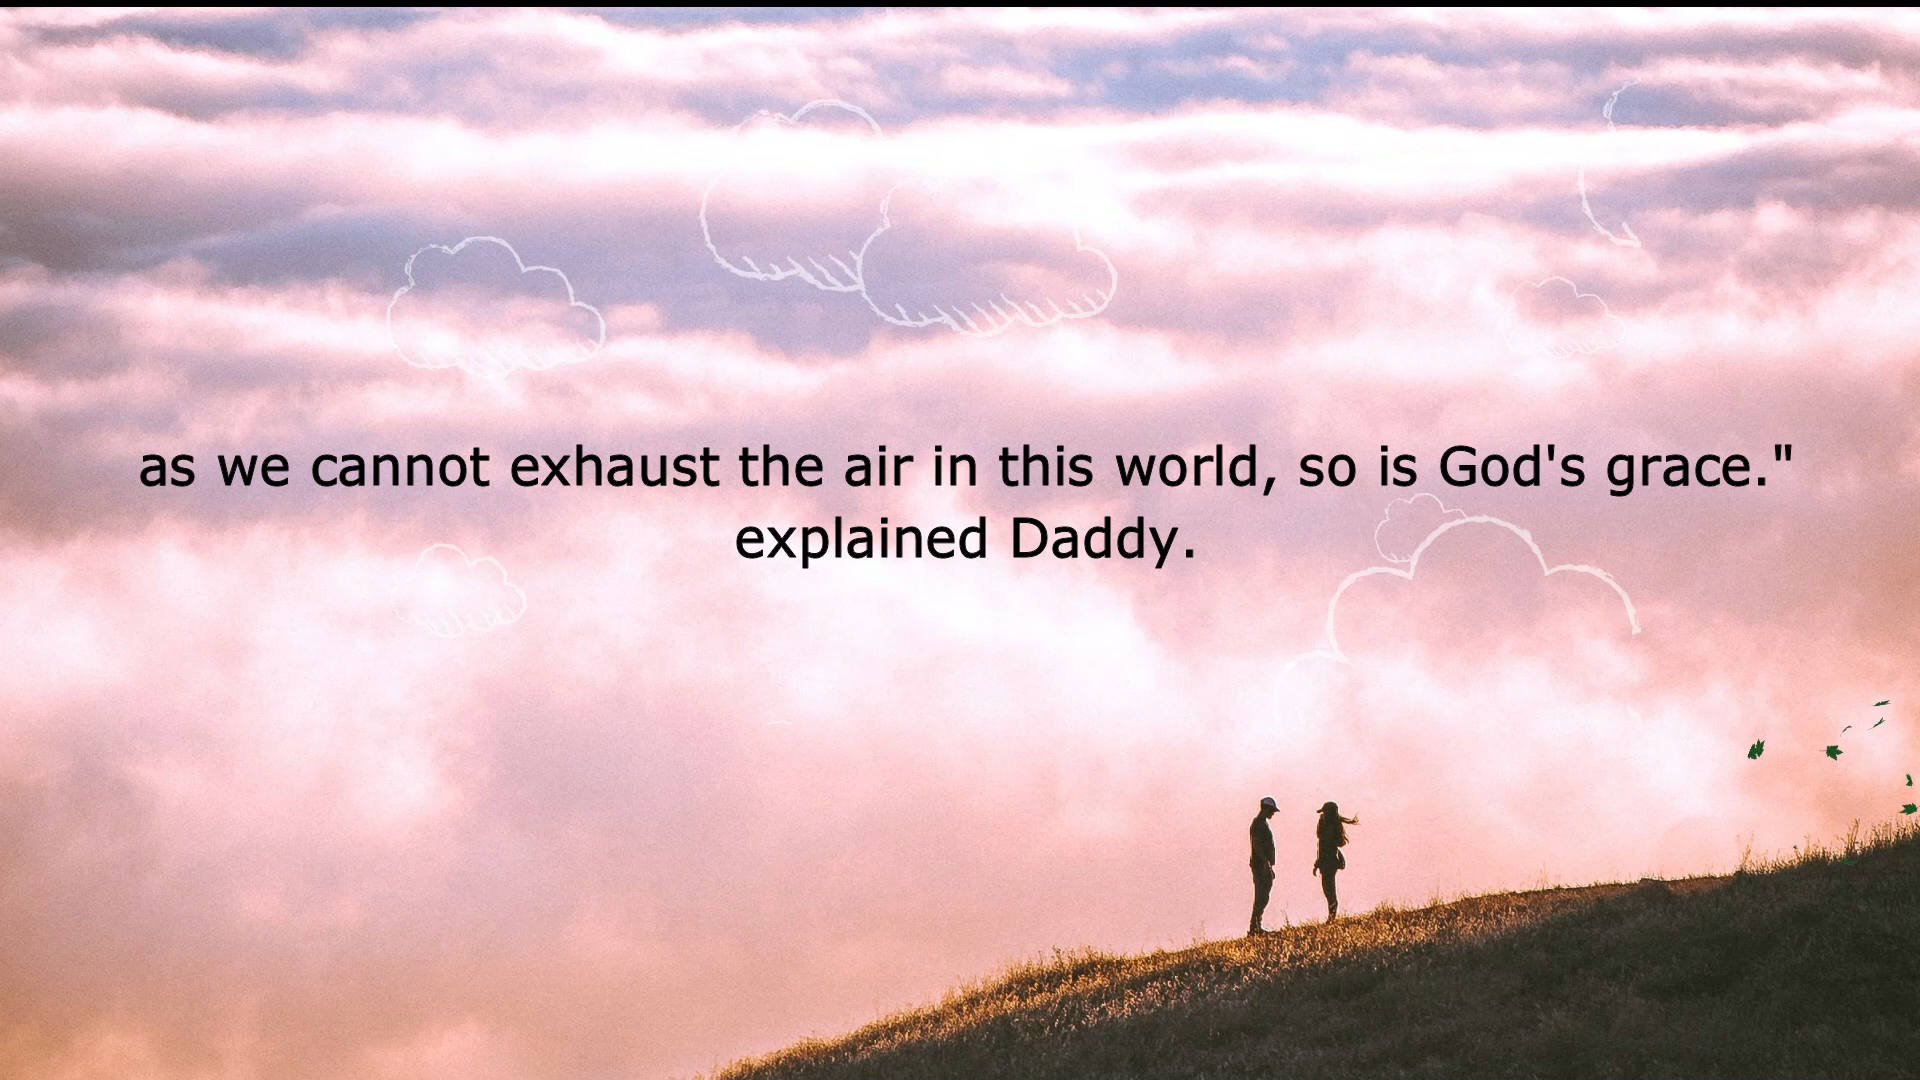 as we cannot exhaust the air in this world, so is God's grace."
explained Daddy.